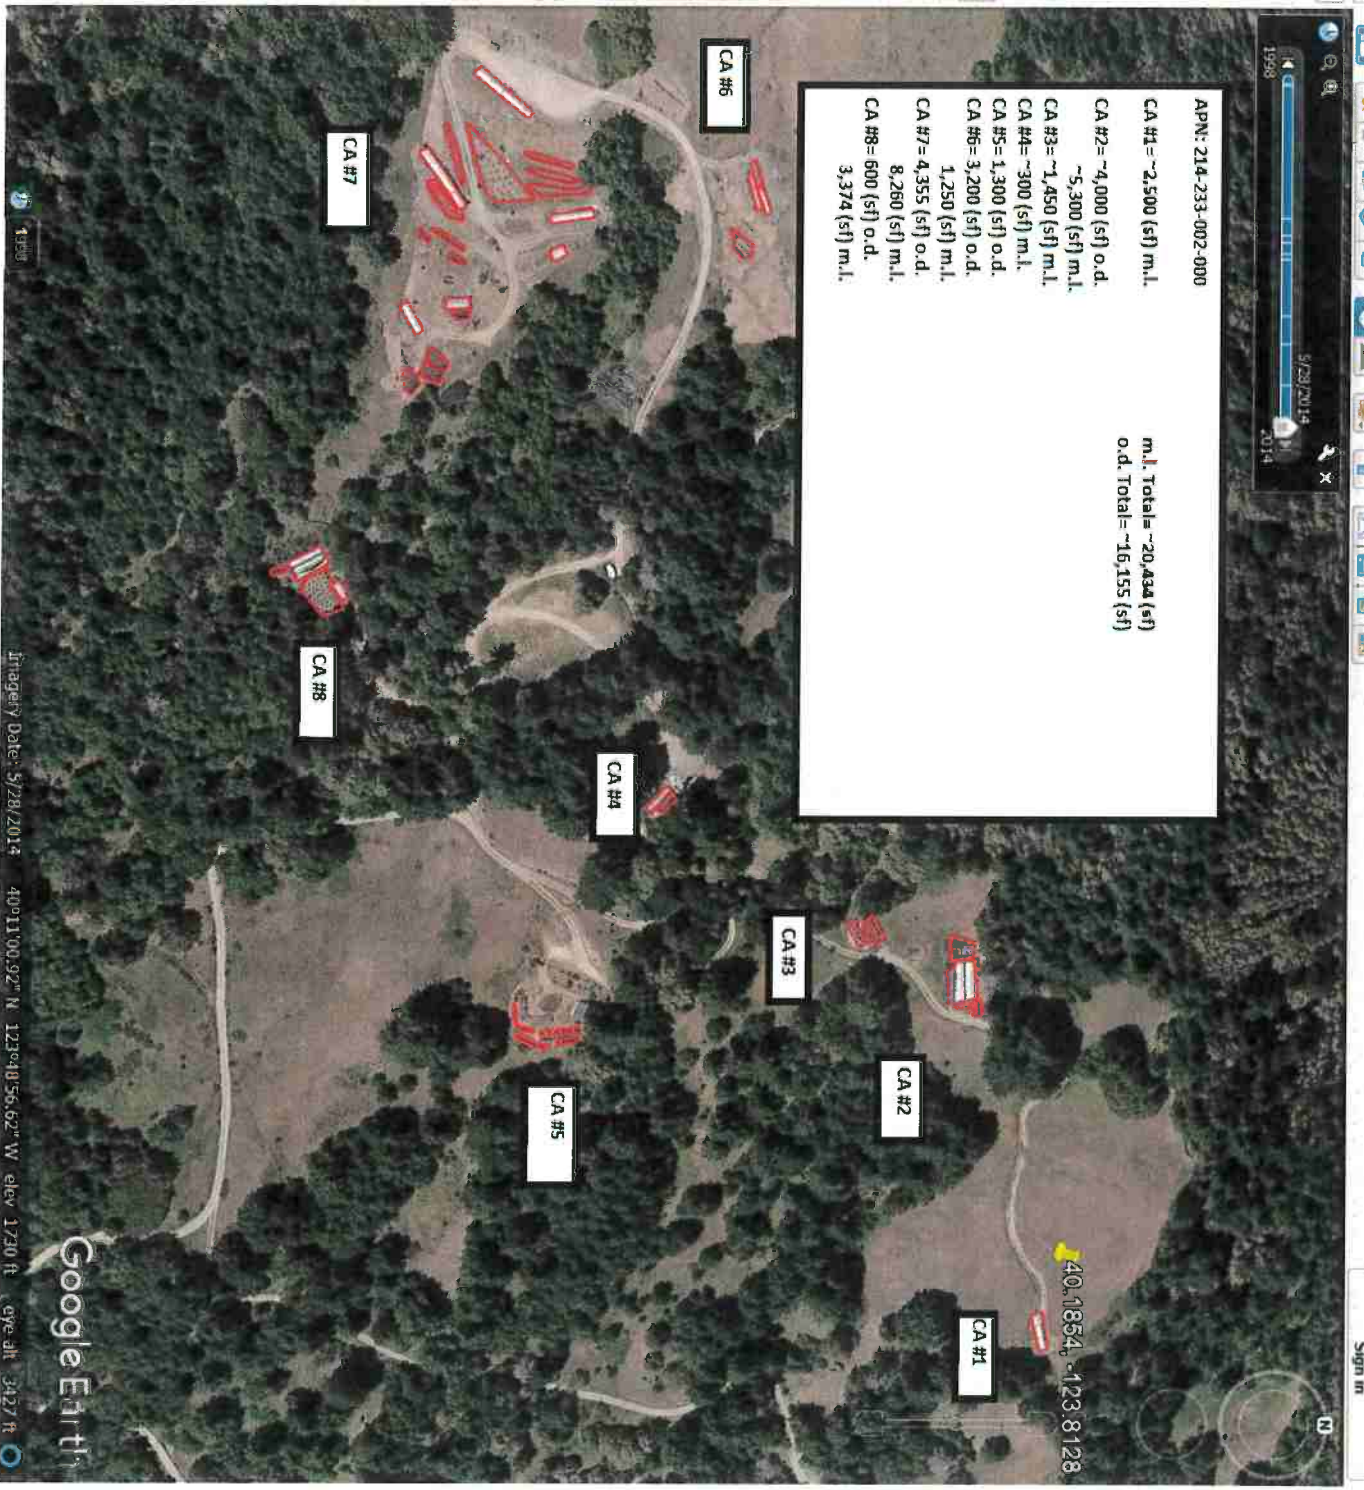 Sign in
1998
5/28/2014
2014
APN: 214-233-002-000
CA #1= ~2,500 (sf) m.l. = m.l. Total= ~20,434 (sf)
o.d. Total= ~16,155 (sf)
CA #2= ~4,000 (sf) o.d.
~5,300 (sf) m.l.
CA #3= ~1,450 (sf) m.l.
CA #4= ~300 (sf) m.l.
CA #5= 1,300 (sf) o.d.
CA #6= 3,200 (sf) o.d.
1,250 (sf) m.l.
CA #7= 4,355 (sf) o.d.
8,260 (sf) m.l.
CA #8= 600 (sf) o.d.
3,374 (sf) m.l.
N
40.1854, -123.8128
CA #1
CA #2
CA #3
CA #4
CA #5
CA #6
CA #7
CA #8
1998
Google Earth
Imagery Date: 5/28/2014 40°11'00.92" N 123°48'56.62" W elev 1730 ft eye alt 3427 ft